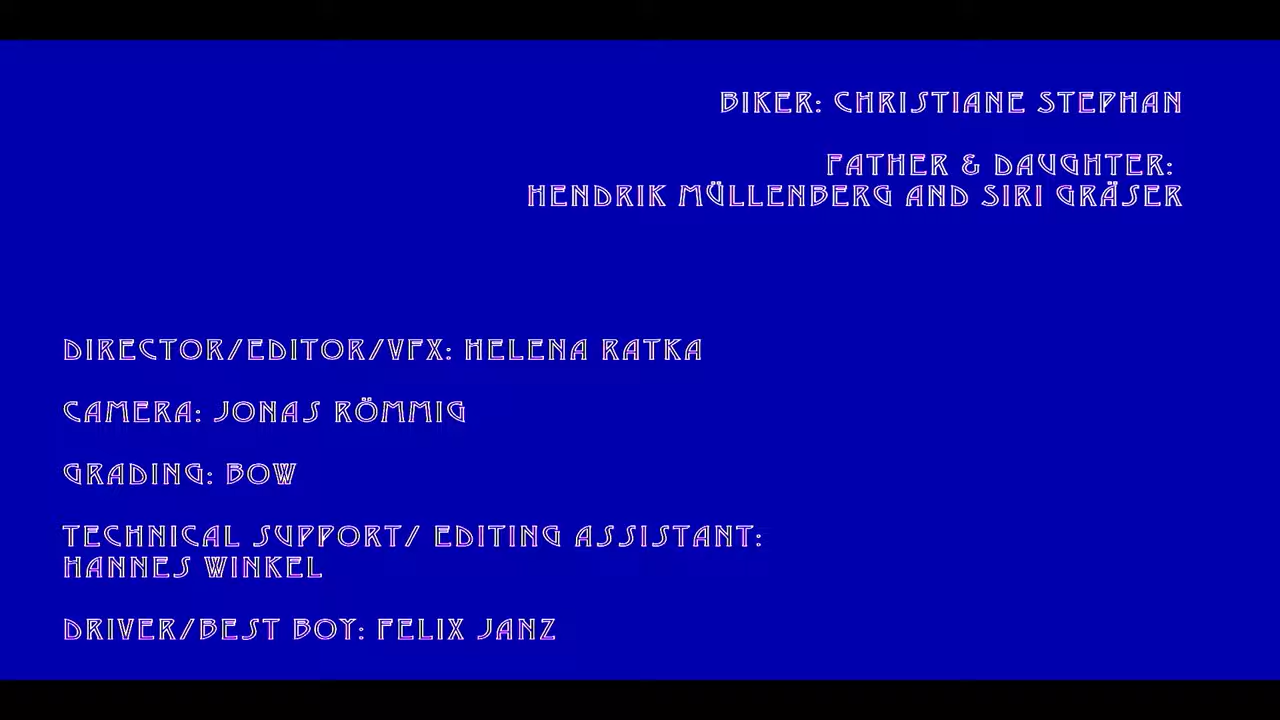 BIKER: CHRISTIANE STEPHAN
FATHER & DAUGHTER:
HENDRIK MÜLLENBERG AND SIRI GRÄSER
DIRECTOR/EDITOR/VFX: HELENA RATKA
CAMERA: JONAS RÖMMIG
GRADING: BOW
TECHNICAL SUPPORT/ EDITING ASSISTANT:
HANNES WINKEL
DRIVER/BEST BOY: FELIX JANZ